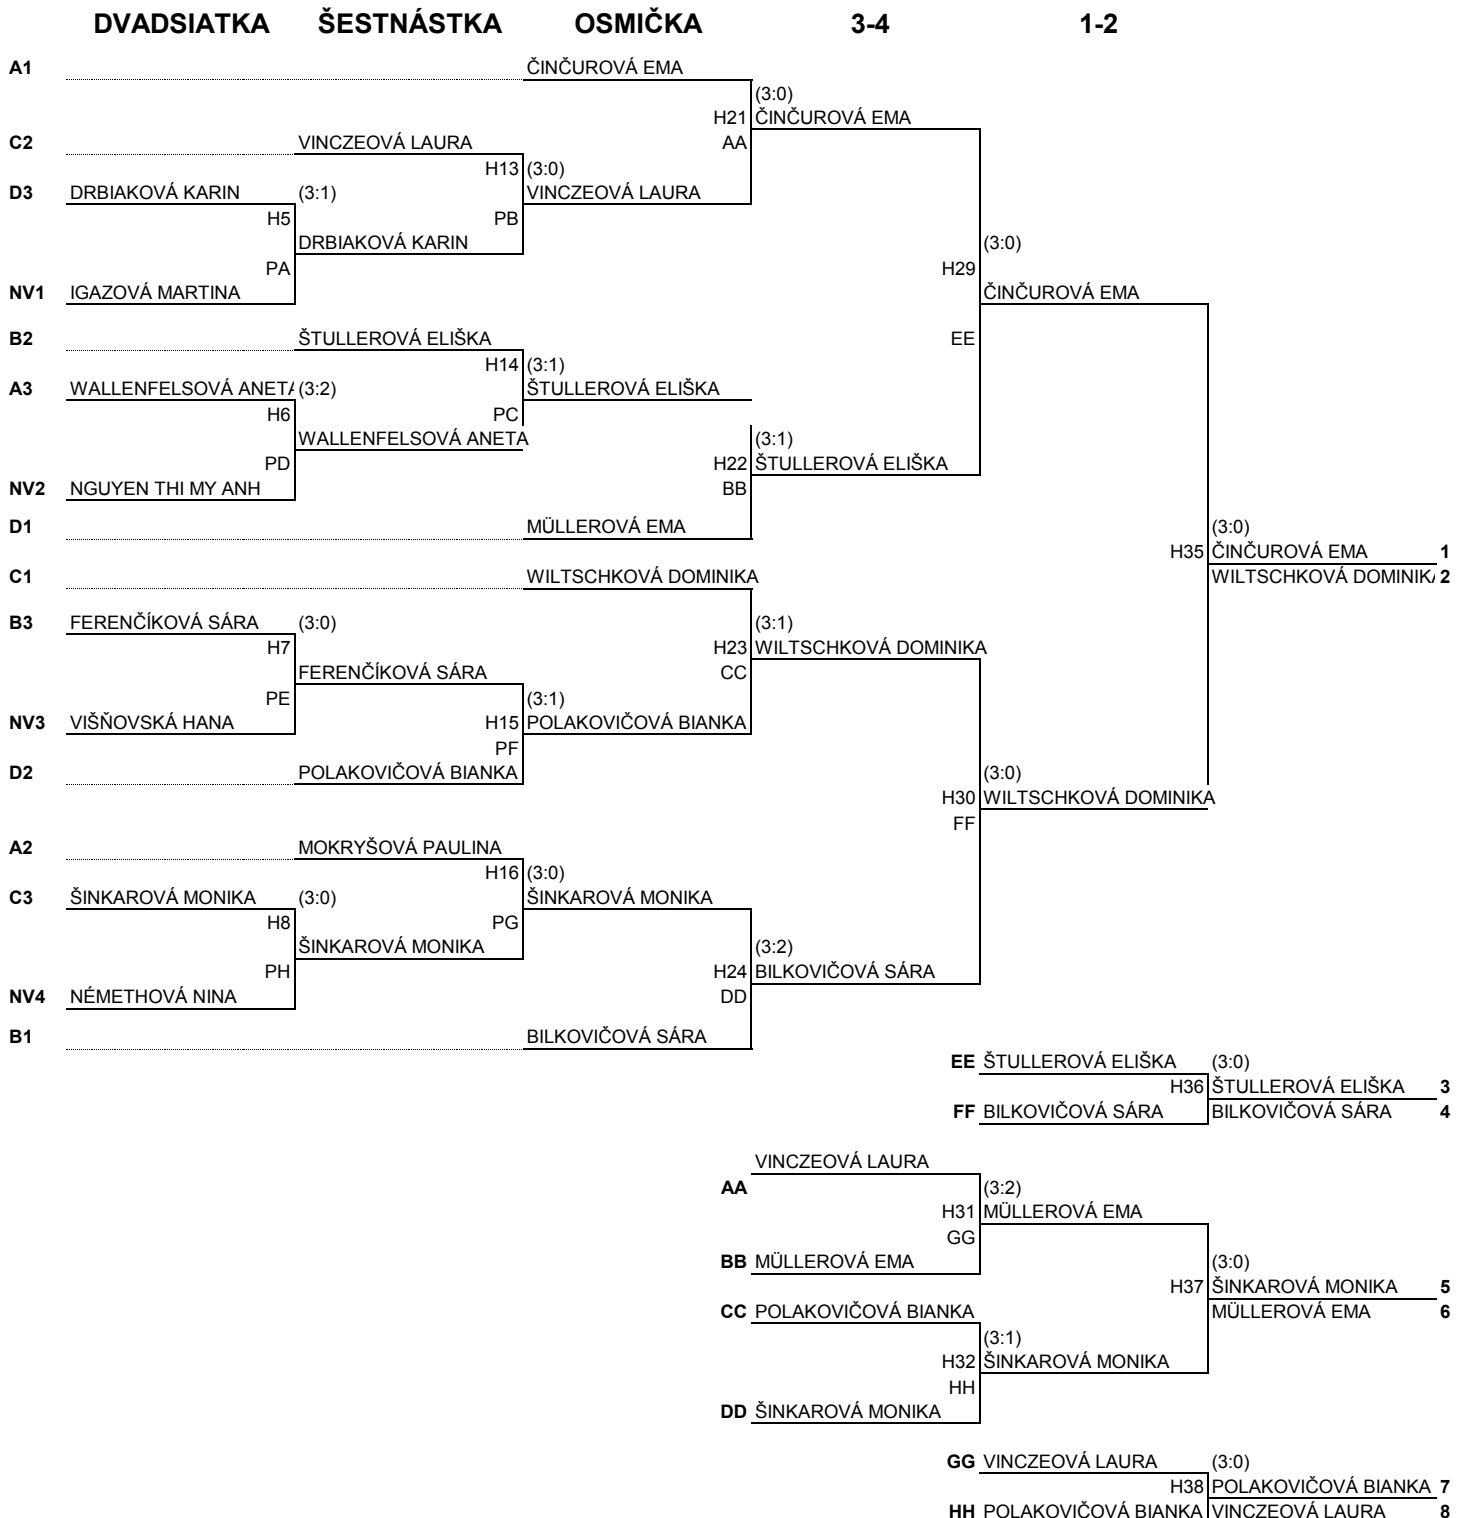 DVADSIATKA ŠESTNÁSTKA OSMIČKA 3-4 1-2
A1 ČINČUROVÁ EMA
(3:0)
H21 ČINČUROVÁ EMA
C2 VINCZEOVÁ LAURA AA
H13 (3:0)
D3 DRBIAKOVÁ KARIN (3:1) VINCZEOVÁ LAURA
H5 PB
DRBIAKOVÁ KARIN (3:0)
PA H29
NV1 IGAZOVÁ MARTINA ČINČUROVÁ EMA
B2 ŠTULLEROVÁ ELIŠKA EE
H14 (3:1)
A3 WALLENFELSOVÁ ANETA (3:2) ŠTULLEROVÁ ELIŠKA
H6 PC
WALLENFELSOVÁ ANETA (3:1)
PD H22 ŠTULLEROVÁ ELIŠKA
NV2 NGUYEN THI MY ANH BB
D1 MÜLLEROVÁ EMA (3:0)
H35 ČINČUROVÁ EMA 1
C1 WILTSCHKOVÁ DOMINIKA WILTSCHKOVÁ DOMINIKA 2
B3 FERENČÍKOVÁ SÁRA (3:0) (3:1)
H7 H23 WILTSCHKOVÁ DOMINIKA
FERENČÍKOVÁ SÁRA CC
PE (3:1)
NV3 VIŠŇOVSKÁ HANA H15 POLAKOVIČOVÁ BIANKA
PF
D2 POLAKOVIČOVÁ BIANKA (3:0)
H30 WILTSCHKOVÁ DOMINIKA
FF
A2 MOKRYŠOVÁ PAULINA
H16 (3:0)
C3 ŠINKAROVÁ MONIKA (3:0) ŠINKAROVÁ MONIKA
H8 PG
ŠINKAROVÁ MONIKA (3:2)
PH H24 BILKOVIČOVÁ SÁRA
NV4 NÉMETHOVÁ NINA DD
B1 BILKOVIČOVÁ SÁRA
EE ŠTULLEROVÁ ELIŠKA (3:0)
H36 ŠTULLEROVÁ ELIŠKA 3
FF BILKOVIČOVÁ SÁRA BILKOVIČOVÁ SÁRA 4
VINCZEOVÁ LAURA
AA (3:2)
H31 MÜLLEROVÁ EMA
GG
BB MÜLLEROVÁ EMA (3:0)
H37 ŠINKAROVÁ MONIKA 5
CC POLAKOVIČOVÁ BIANKA MÜLLEROVÁ EMA 6
(3:1)
H32 ŠINKAROVÁ MONIKA
HH
DD ŠINKAROVÁ MONIKA
GG VINCZEOVÁ LAURA (3:0)
H38 POLAKOVIČOVÁ BIANKA 7
HH POLAKOVIČOVÁ BIANKA VINCZEOVÁ LAURA 8